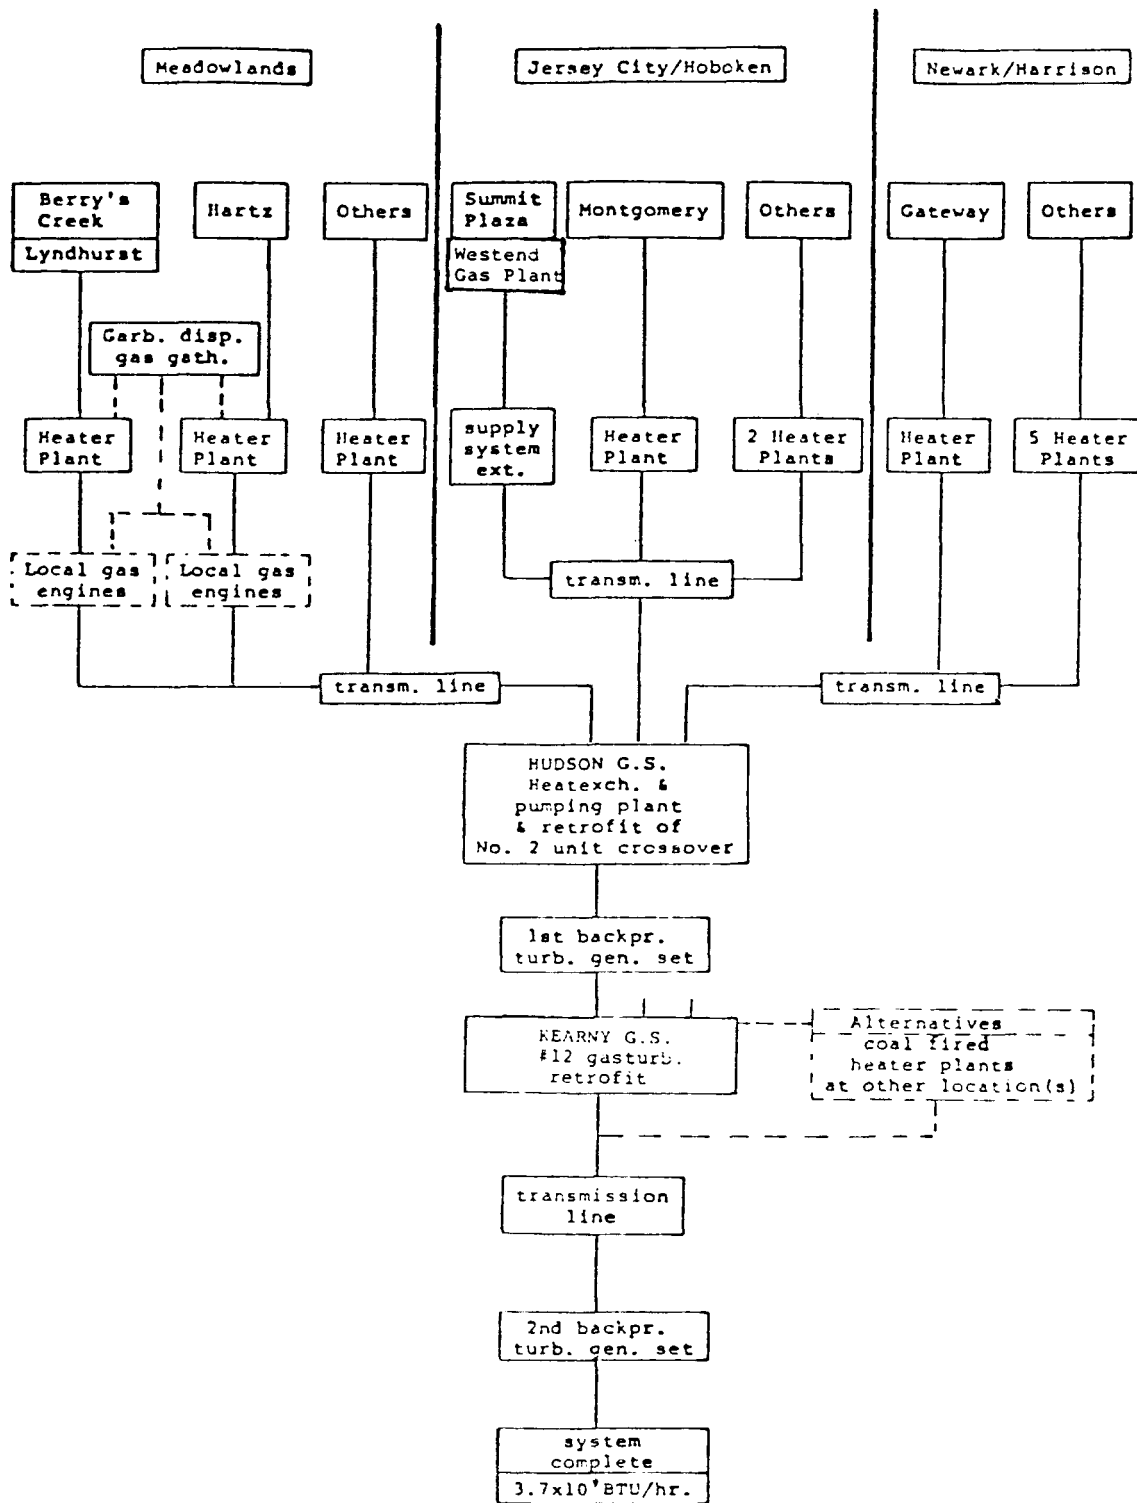 Meadowlands
Jersey City/Hoboken
Newark/Harrison
Berry's
Creek
Lyndhurst
Hartz
Others
Summit
Plaza
Westend
Gas Plant
Montgomery
Others
Gateway
Others
Garb. disp.
gas gath.
Heater
Plant
Heater
Plant
Heater
Plant
supply
system
ext.
Heater
Plant
2 Heater
Plants
Heater
Plant
5 Heater
Plants
Local gas
engines
Local gas
engines
transm. line
transm. line
transm. line
HUDSON G.S.
Heatexch. &
pumping plant
& retrofit of
No. 2 unit crossover
1st backpr.
turb. gen. set
KEARNY G.S.
#12 gasturb.
retrofit
Alternatives
coal fired
heater plants
at other location(s)
transmission
line
2nd backpr.
turb. gen. set
system
complete
BTU/hr.